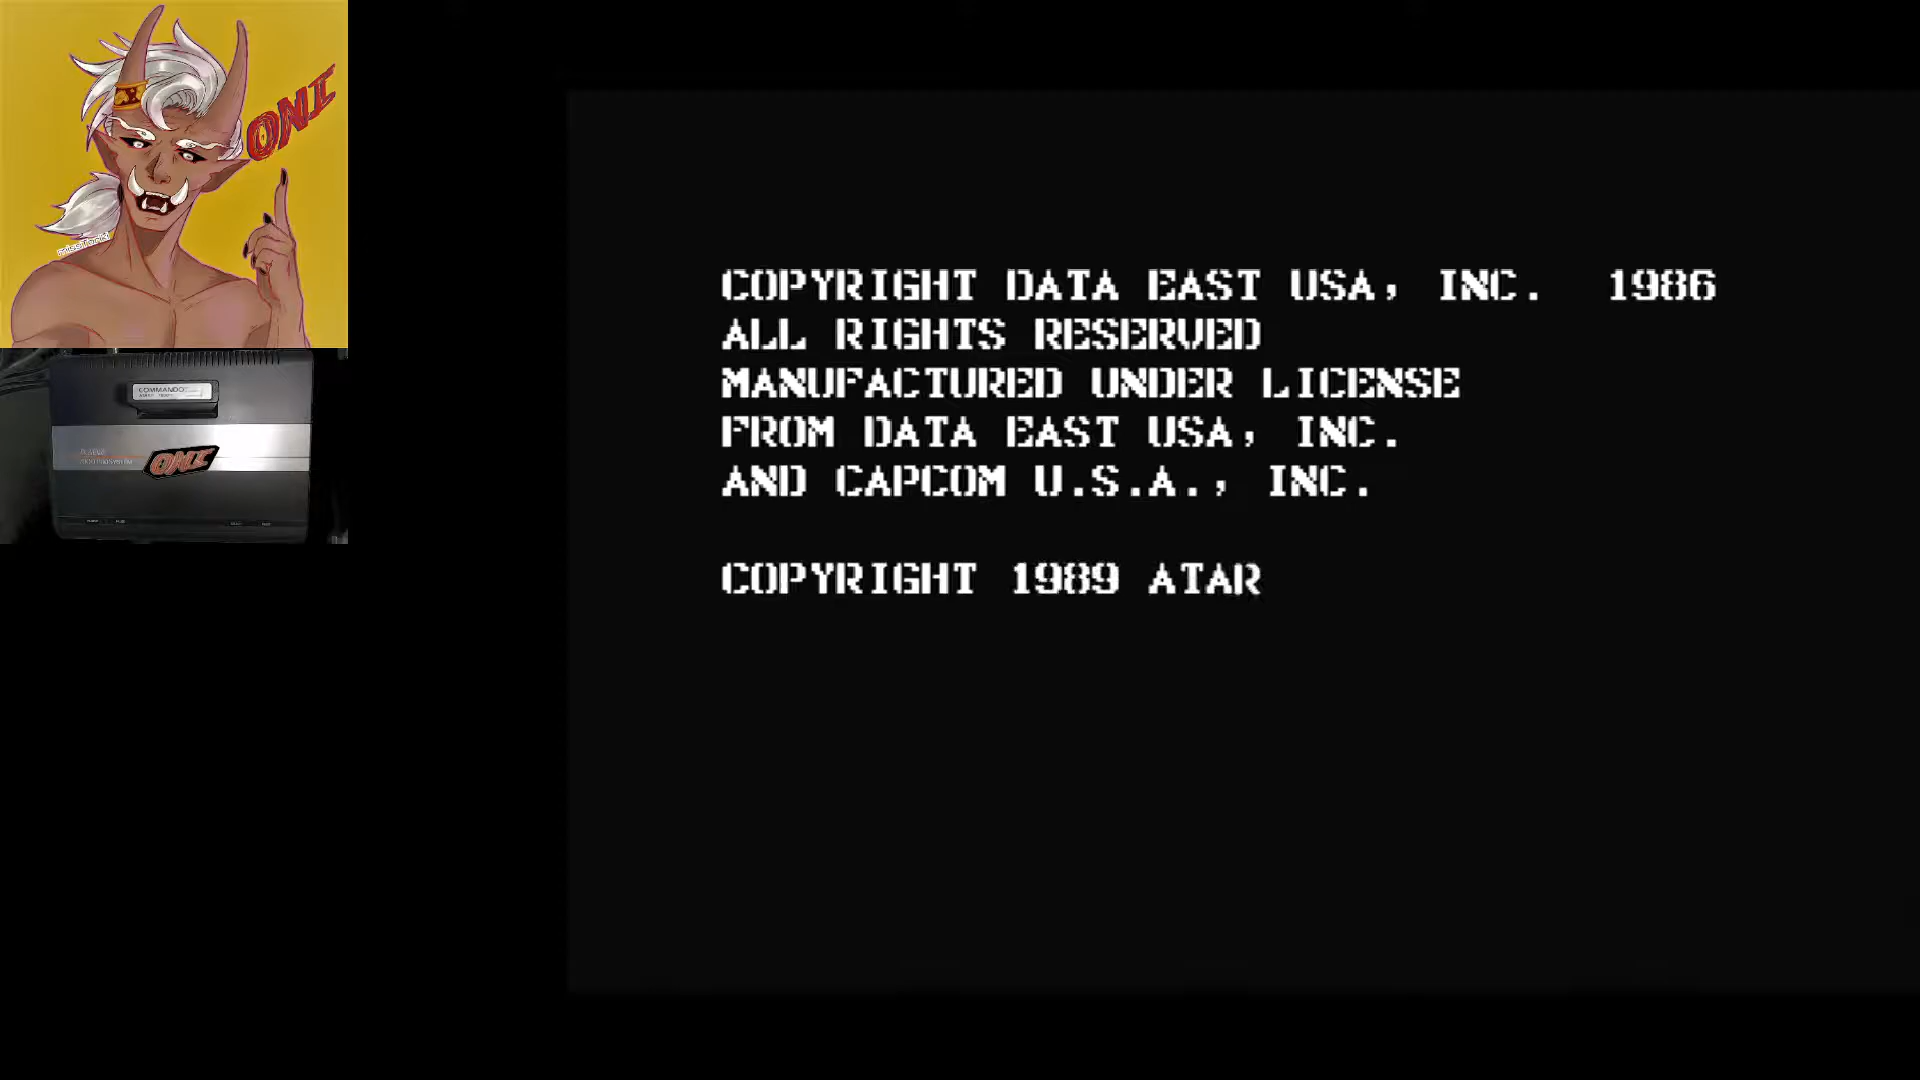 ONI
missTonkl
COMMANDO
ONI
COPYRIGHT DATA EAST USA, INC. 1986
ALL RIGHTS RESERVED
MANUFACTURED UNDER LICENSE
FROM DATA EAST USA, INC.
AND CAPCOM U.S.A., INC.
COPYRIGHT 1989 ATAR